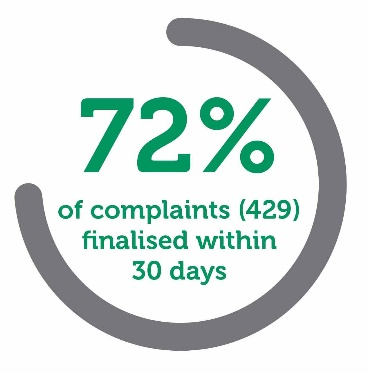 72%
of complaints (429)
finalised within
30 days